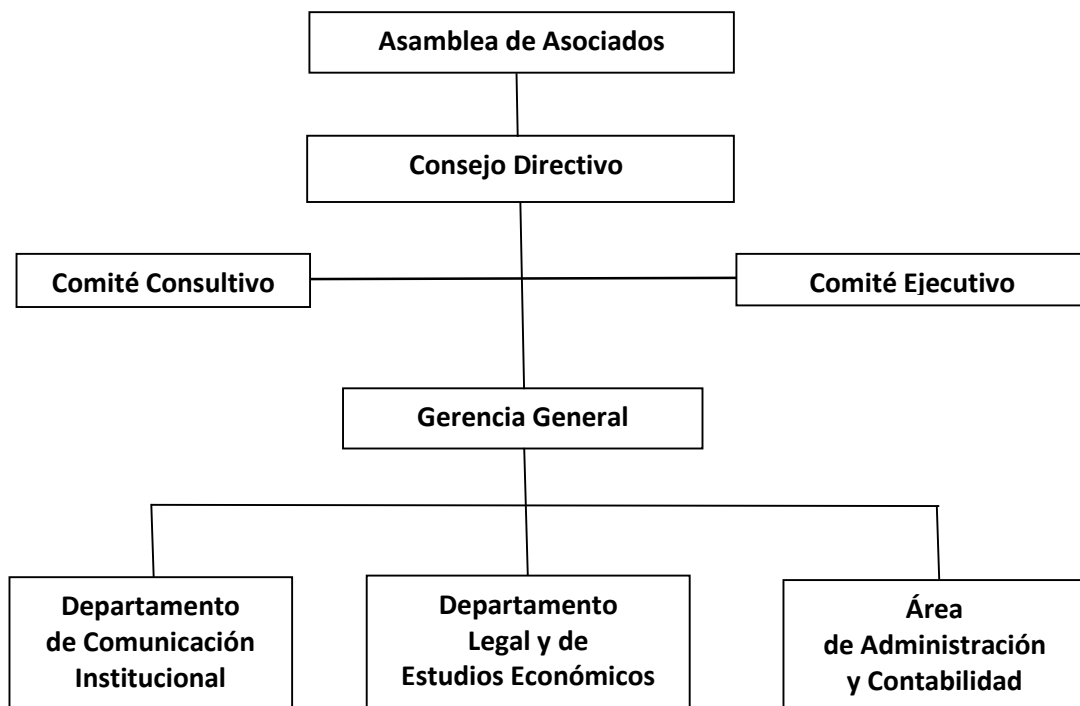 Asamblea de Asociados
Consejo Directivo
Comité Consultivo
Comité Ejecutivo
Gerencia General
Departamento
de Comunicación
Institucional
Departamento
Legal y de
Estudios Económicos
Área
de Administración
y Contabilidad